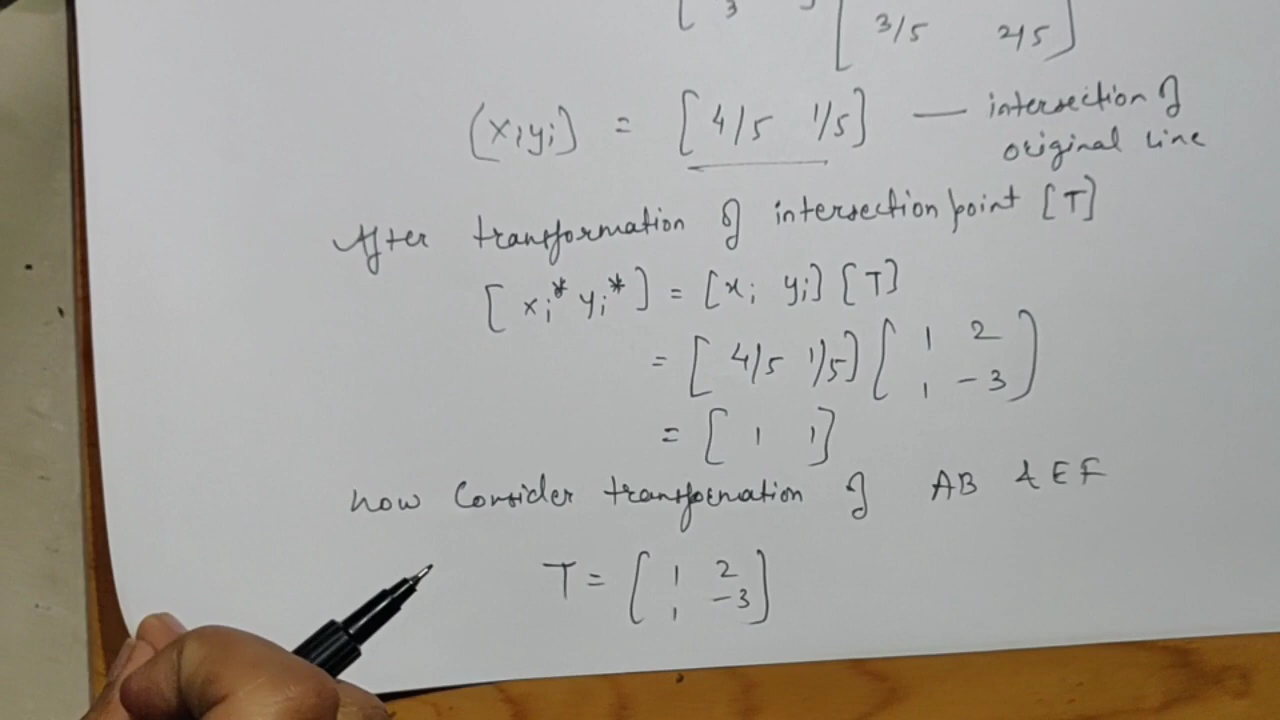 [ 3
3/5 2/5 ]
(xi yi) = [4/5 1/5] — intersection of original line
After transformation of intersection point [T]
[xi* yi*] = [xi yi] [T]
= [4/5 1/5] [1 2
1 -3]
= [1 1]
now Consider transformation of AB & EF
T = [1 2
1 -3]